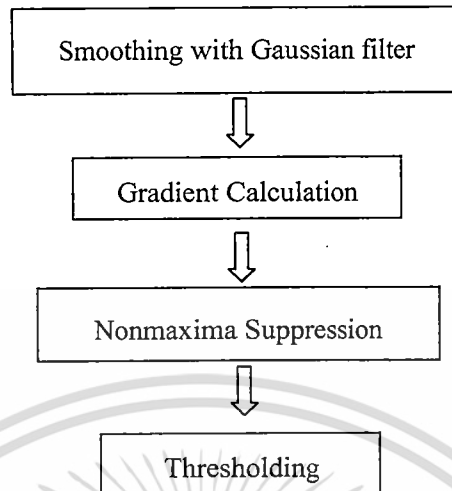 Smoothing with Gaussian filter
Gradient Calculation
Nonmaxima Suppression
Thresholding